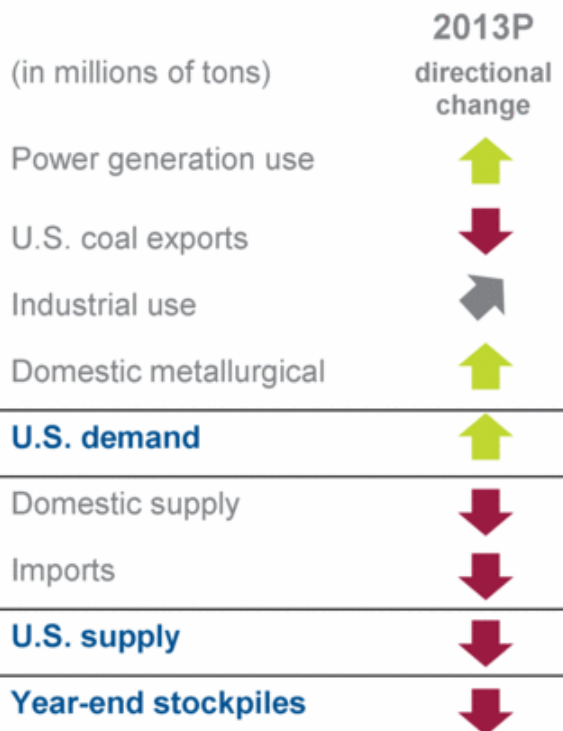 2013P
(in millions of tons)
directional
change
Power generation use
U.S. coal exports
Industrial use
Domestic metallurgical
U.S. demand
Domestic supply
Imports
U.S. supply
Year-end stockpiles